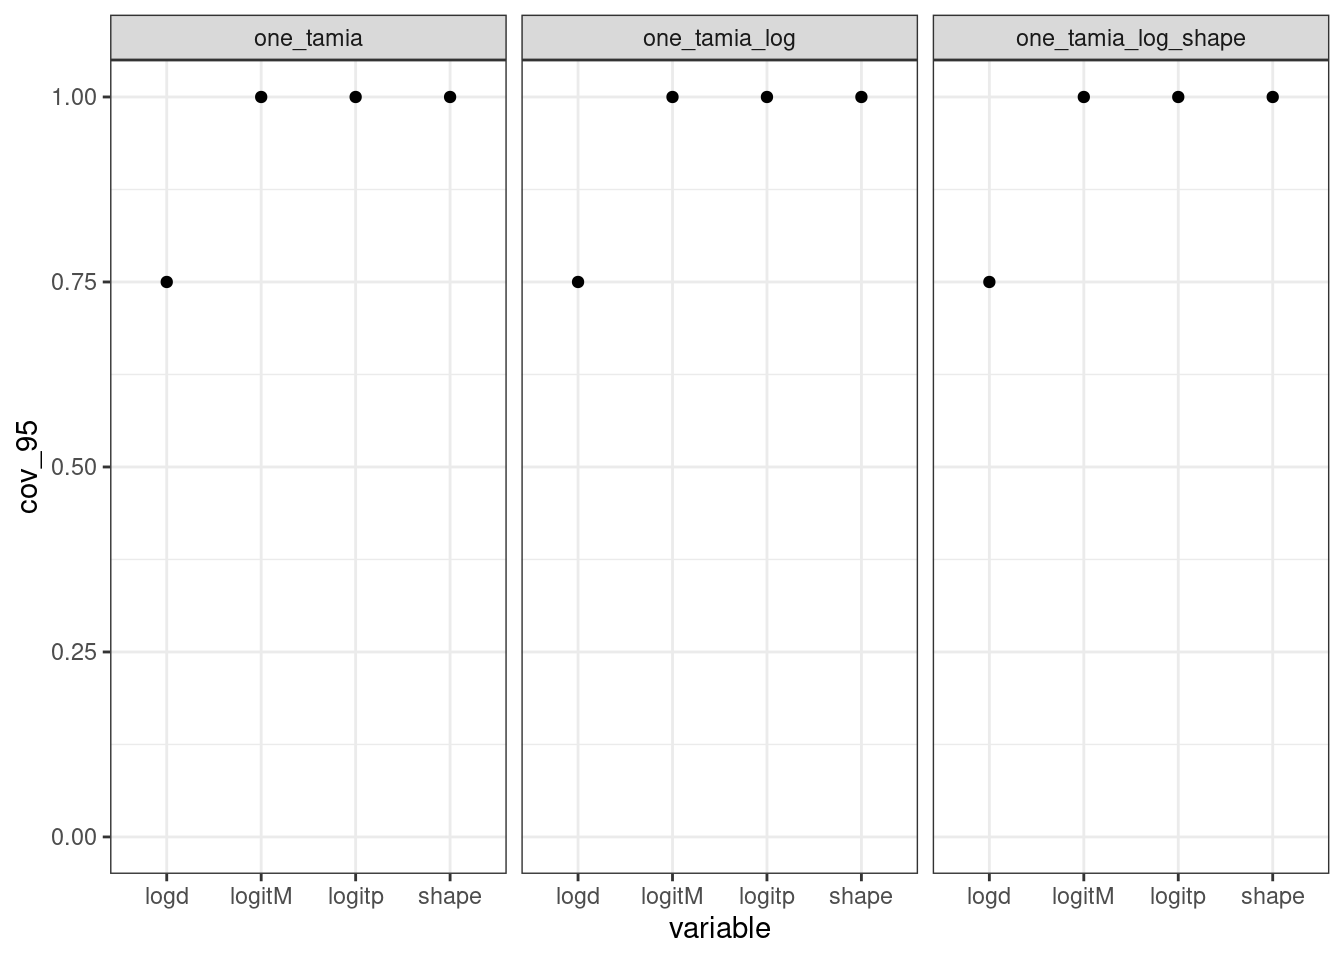 one_tamia one_tamia_log one_tamia_log_shape
1.00
0.75
0.50
0.25
0.00
cov_95
logd logitM logitp shape logd logitM logitp shape logd logitM logitp shape
variable